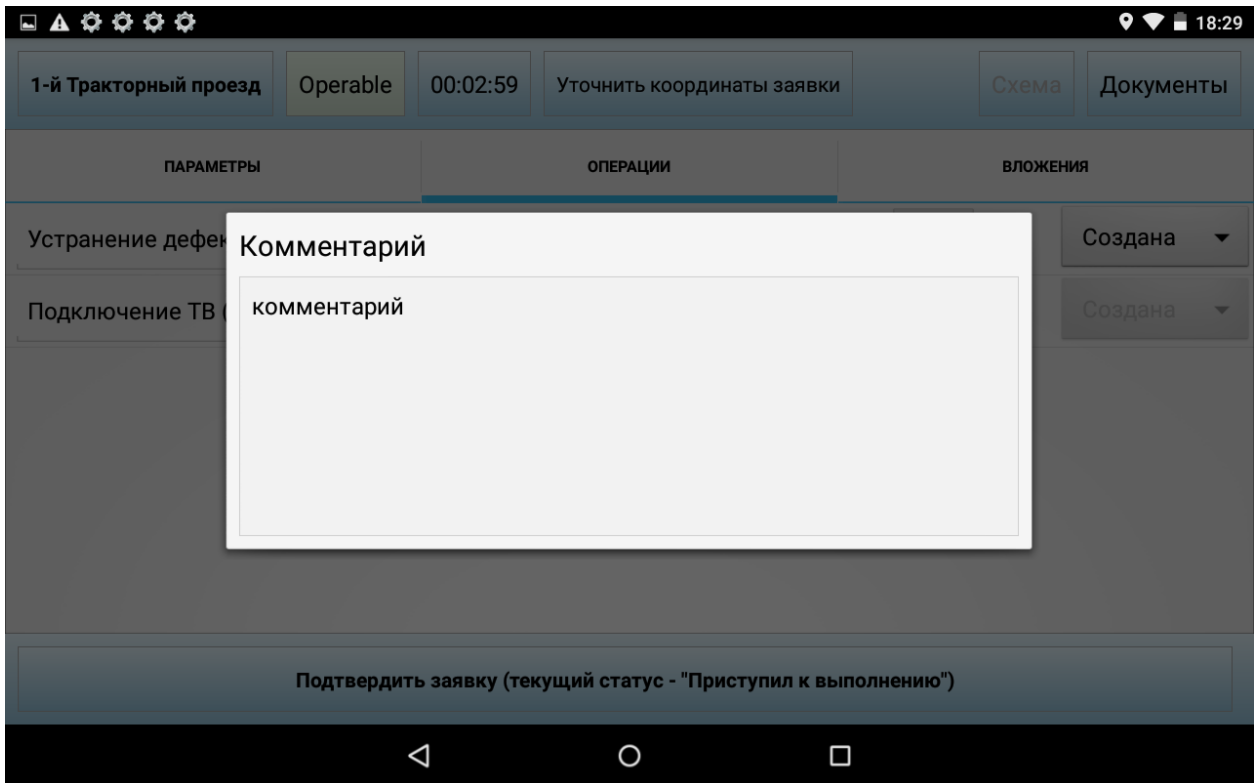 18:29
1-й Тракторный проезд Operable 00:02:59 Уточнить координаты заявки Схема Документы
ПАРАМЕТРЫ ОПЕРАЦИИ ВЛОЖЕНИЯ
Устранение Создана
Комментарий
комментарий
Подключение ТВ ( Создана
Подтвердить заявку (текущий статус - "Приступил к выполнению")